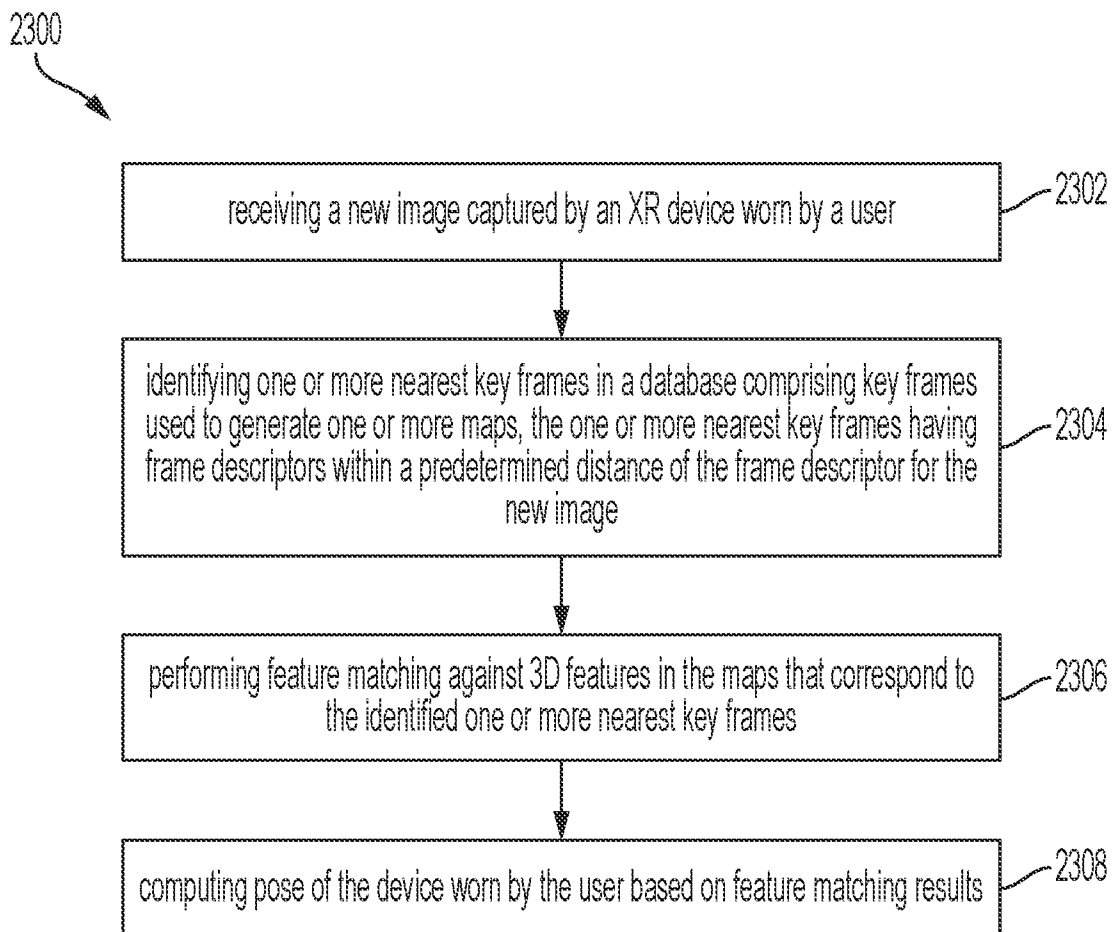 2300
receiving a new image captured by an XR device worn by a user
2302
identifying one or more nearest key frames in a database comprising key frames
used to generate one or more maps, the one or more nearest key frames having
frame descriptors within a predetermined distance of the frame descriptor for the
new image
2304
performing feature matching against 3D features in the maps that correspond to
the identified one or more nearest key frames
2306
computing pose of the device worn by the user based on feature matching results
2308